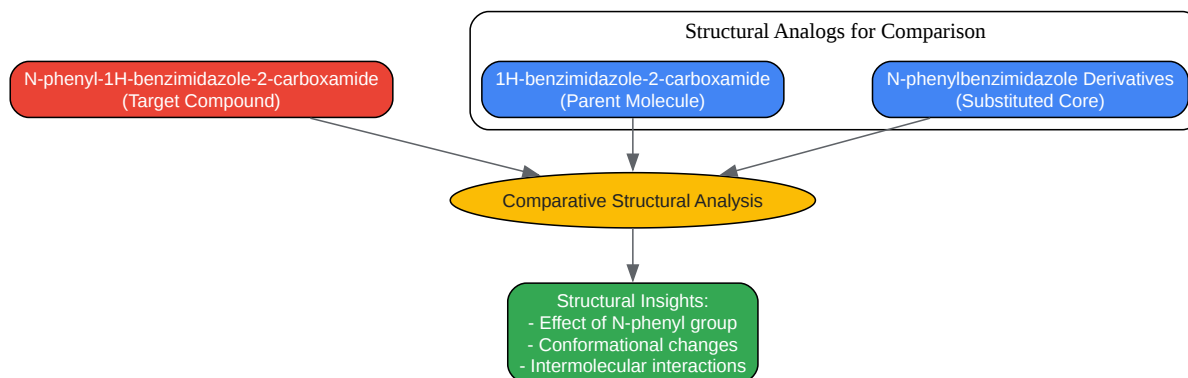 Structural Analogs for Comparison
N-phenyl-1H-benzimidazole-2-carboxamide
(Target Compound)
1H-benzimidazole-2-carboxamide
(Parent Molecule)
N-phenylbenzimidazole Derivatives
(Substituted Core)
Comparative Structural Analysis
Structural Insights:
- Effect of N-phenyl group
- Conformational changes
- Intermolecular interactions